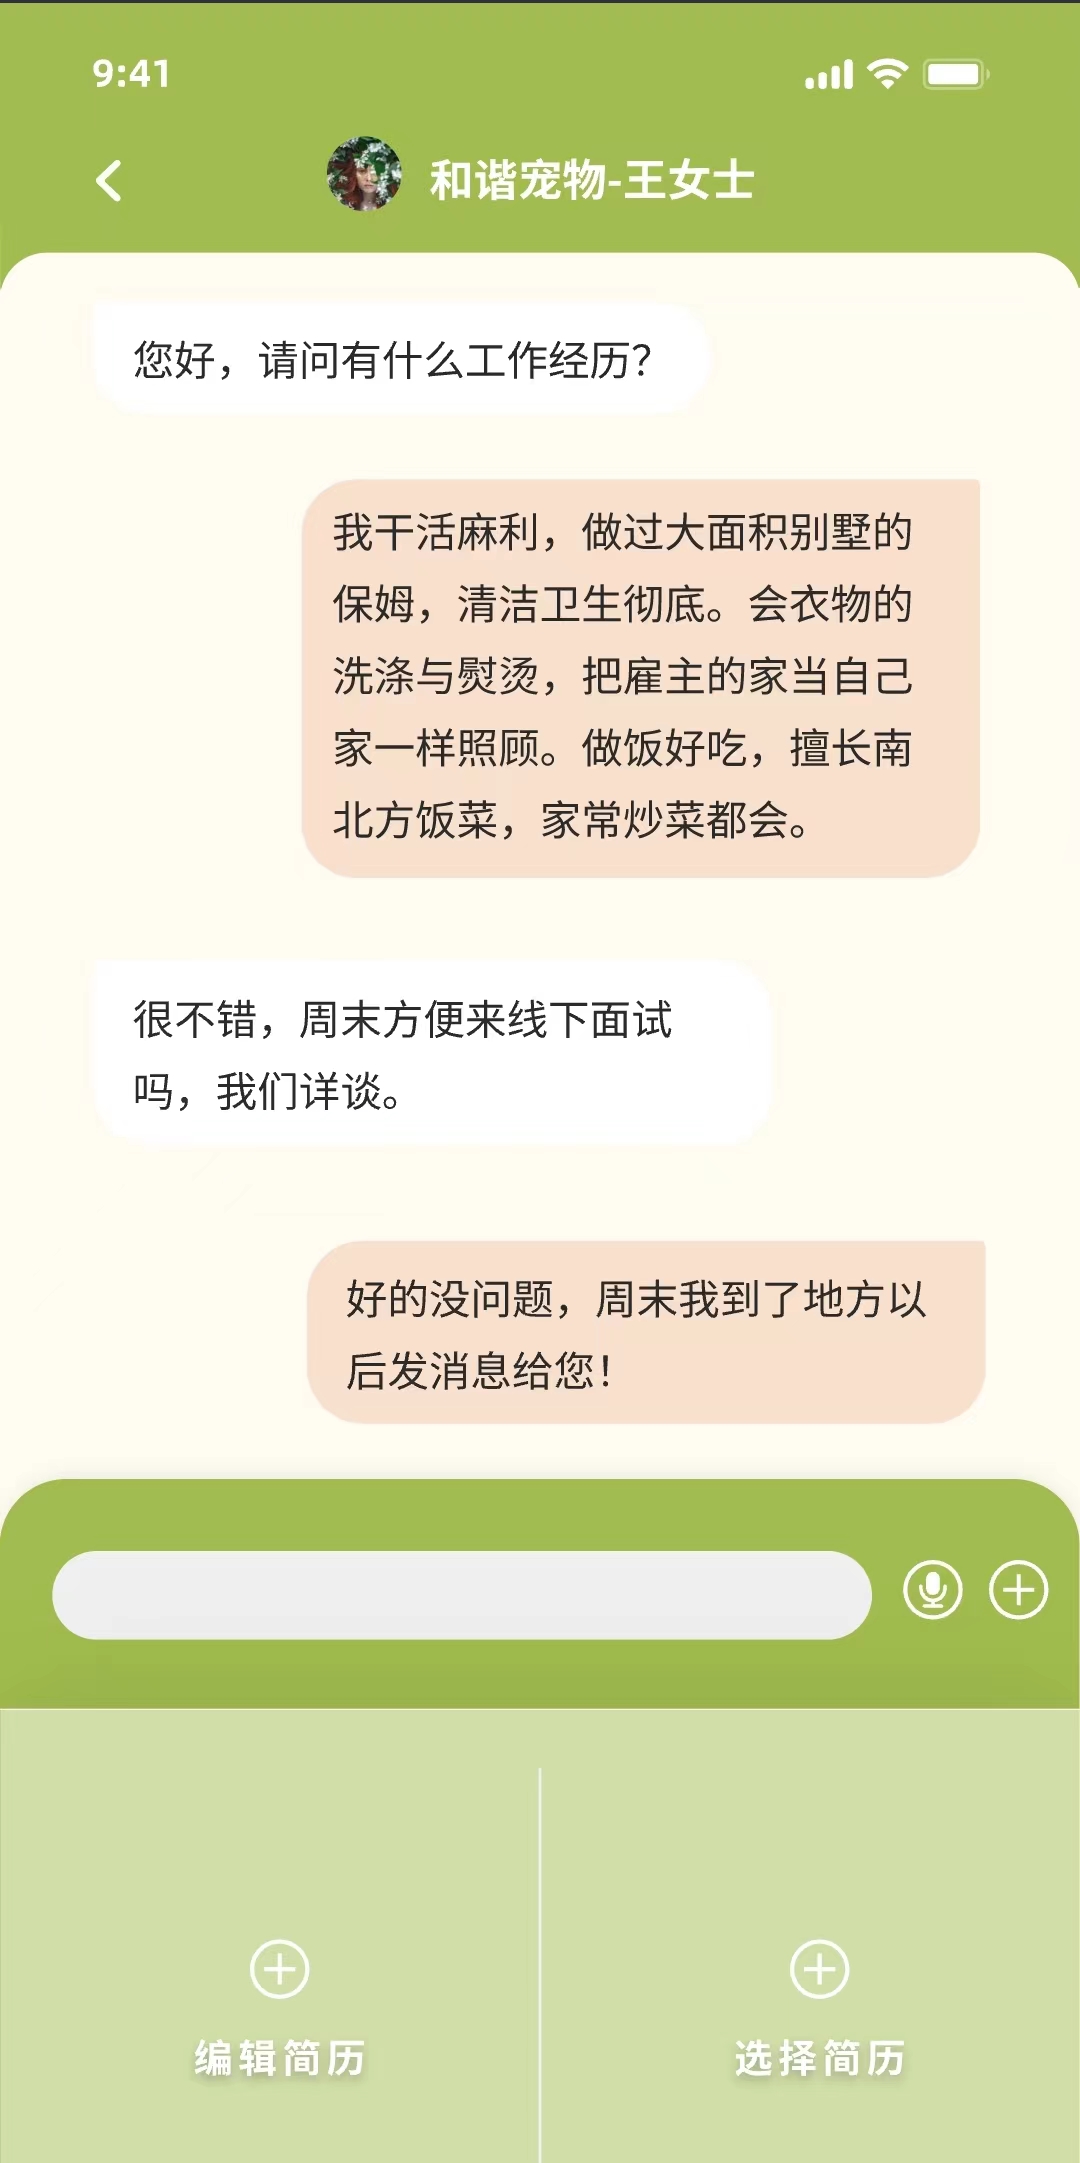 9:41
和谐宠物-王女士
您好，请问有什么工作经历？
我干活麻利，做过大面积别墅的
保姆，清洁卫生彻底。会衣物的
洗涤与熨烫，把雇主的家当自己
家一样照顾。做饭好吃，擅长南
北方饭菜，家常炒菜都会。
很不错，周末方便来线下面试
吗，我们详谈。
好的没问题，周末我到了地方以
后发消息给您！
编辑简历
选择简历